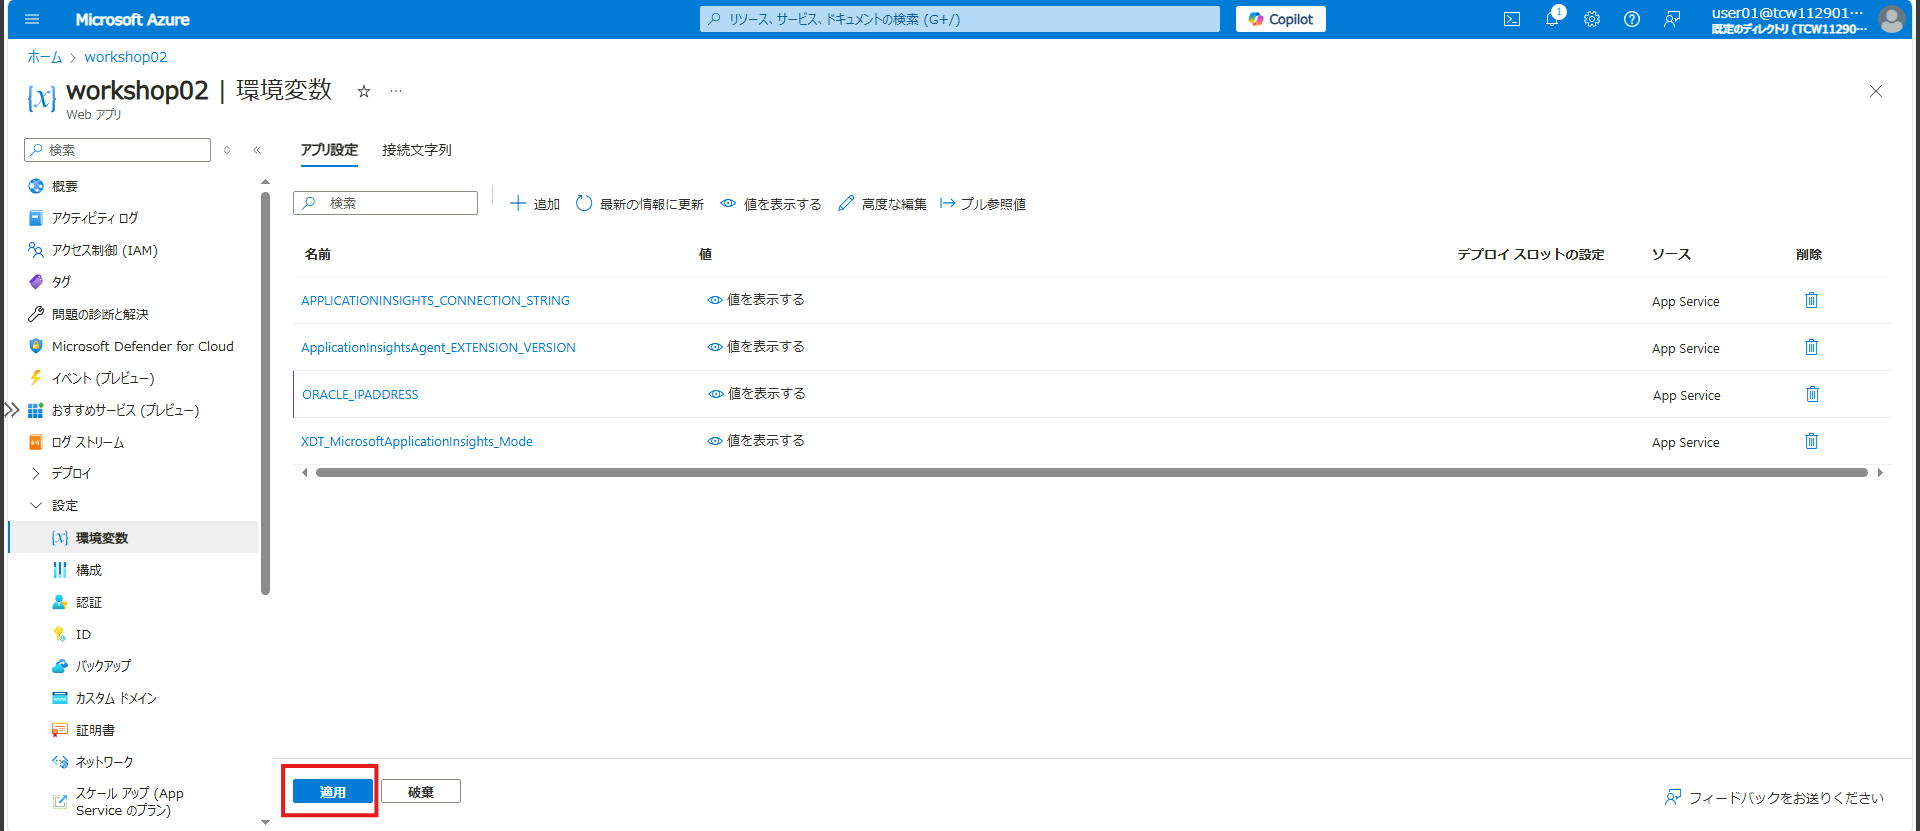 Microsoft Azure
リソース、サービス、ドキュメントの検索 (G+/)
Copilot
1
user01@tcw112901…
既定のディレクトリ (TCW11290…
ホーム > workshop02
{x} workshop02 | 環境変数 ☆ …
Web アプリ
検索
アプリ設定 接続文字列
検索
追加 最新の情報に更新 値を表示する 高度な編集 プル参照値
名前 値 デプロイ スロットの設定 ソース 削除
APPLICATIONINSIGHTS_CONNECTION_STRING 値を表示する App Service
ApplicationInsightsAgent_EXTENSION_VERSION 値を表示する App Service
ORACLE_IPADDRESS 値を表示する App Service
XDT_MicrosoftApplicationInsights_Mode 値を表示する App Service
概要
アクティビティ ログ
アクセス制御 (IAM)
タグ
問題の診断と解決
Microsoft Defender for Cloud
イベント (プレビュー)
おすすめサービス (プレビュー)
ログ ストリーム
デプロイ
設定
{x} 環境変数
構成
認証
ID
バックアップ
カスタム ドメイン
証明書
ネットワーク
スケール アップ (App
Service のプラン)
適用 破棄
フィードバックをお送りください